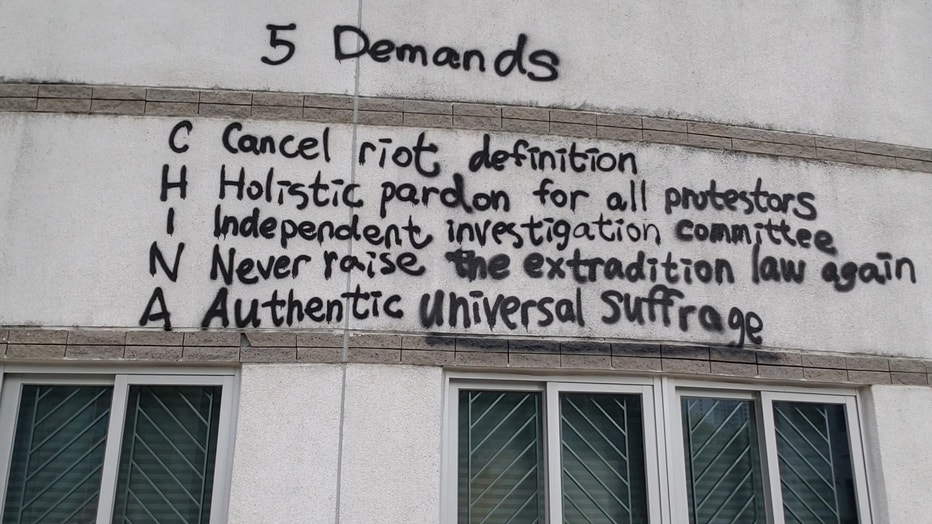 5 Demands
C Cancel riot definition
H Holistic pardon for all protestors
I Independent investigation committee
N Never raise the extradition law again
A Authentic universal suffrage